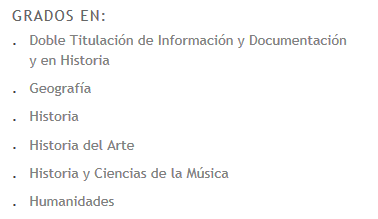 GRADOS EN:
. Doble Titulación de Información y Documentación
y en Historia
. Geografía
. Historia
. Historia del Arte
. Historia y Ciencias de la Música
. Humanidades